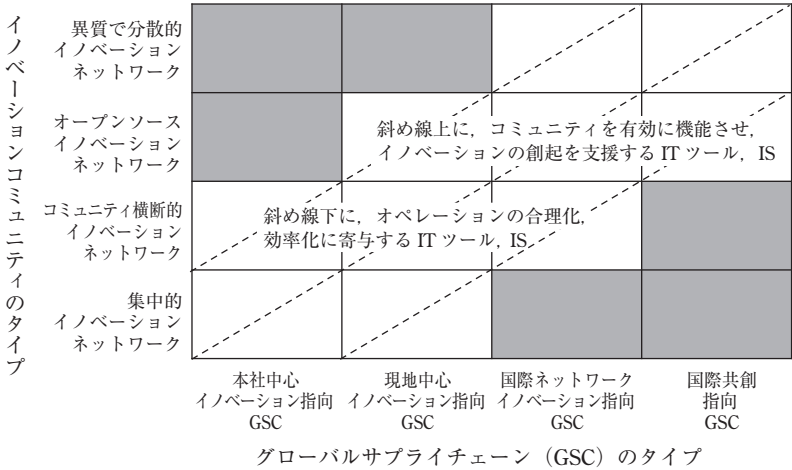 イノベーションコミュニティのタイプ
異質で分散的
イノベーション
ネットワーク
オープンソース
イノベーション
ネットワーク
斜め線上に，コミュニティを有効に機能させ，
イノベーションの創起を支援する IT ツール，IS
コミュニティ横断的
イノベーション
ネットワーク
斜め線下に，オペレーションの合理化，
効率化に寄与する IT ツール，IS
集中的
イノベーション
ネットワーク
本社中心
イノベーション指向
GSC
現地中心
イノベーション指向
GSC
国際ネットワーク
イノベーション指向
GSC
国際共創
指向
GSC
グローバルサプライチェーン（GSC）のタイプ